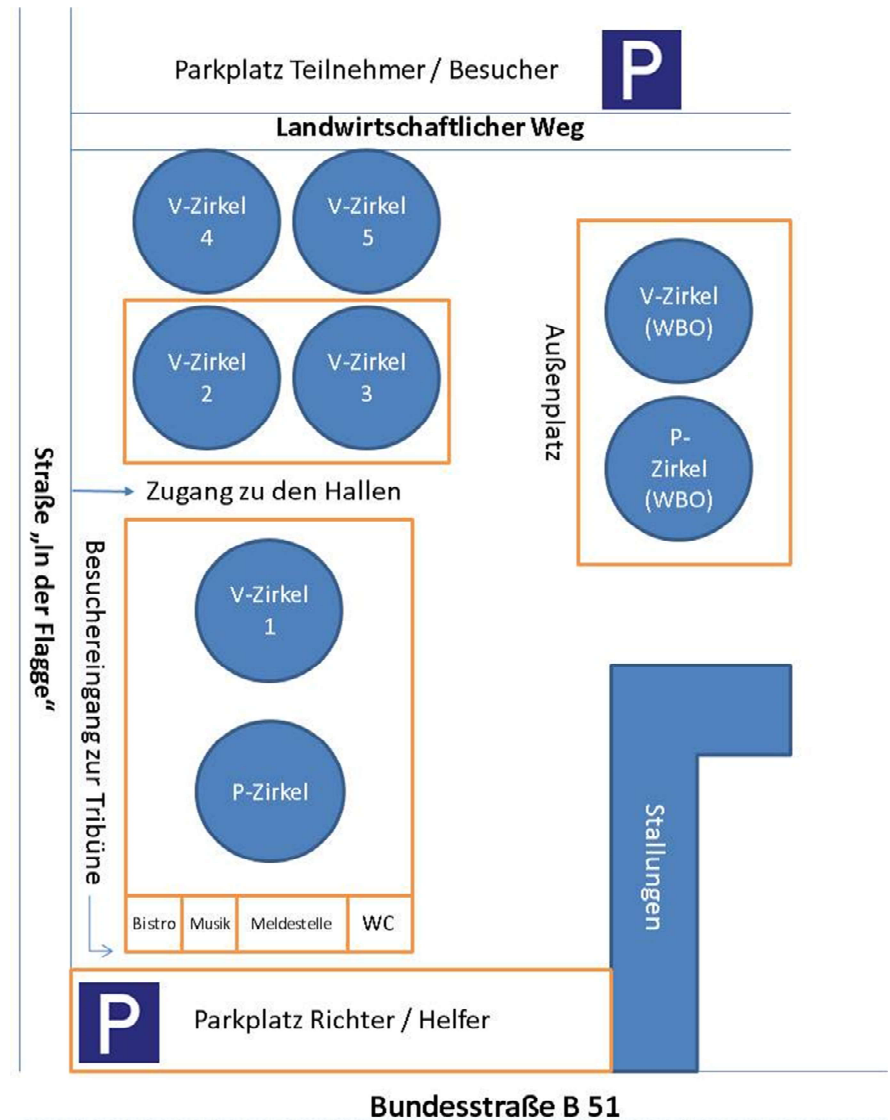 Parkplatz Teilnehmer / Besucher
P
Landwirtschaftlicher Weg
V-Zirkel
4
V-Zirkel
5
V-Zirkel
2
V-Zirkel
3
V-Zirkel
(WBO)
P-
Zirkel
(WBO)
Außenplatz
Straße „In der Flagge“
Zugang zu den Hallen
Besuchereingang zur Tribüne
V-Zirkel
1
P-Zirkel
Bistro
Musik
Meldestelle
WC
Stallungen
P
Parkplatz Richter / Helfer
Bundesstraße B 51